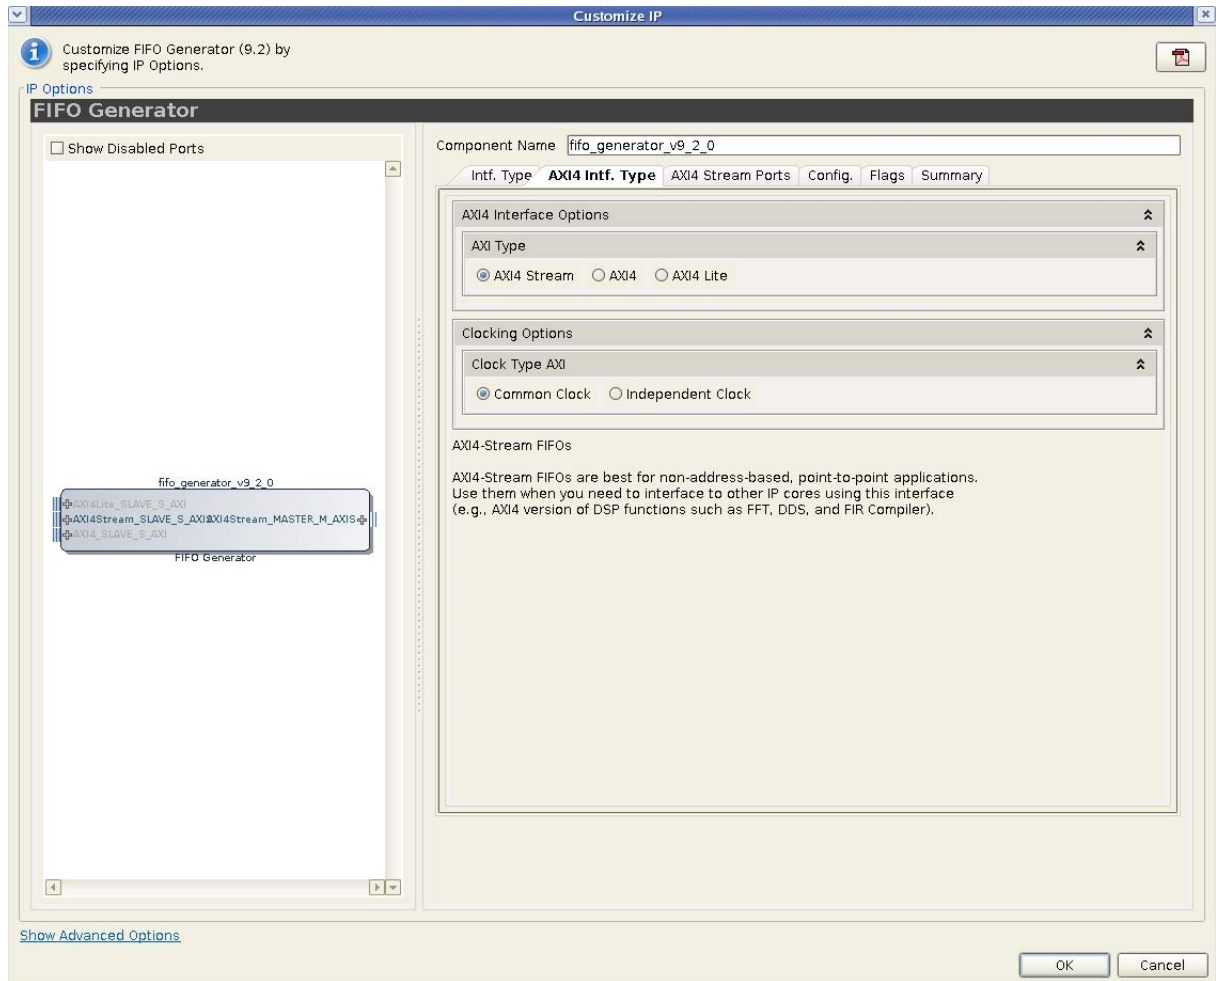 Customize IP
Customize FIFO Generator (9.2) by
specifying IP Options.
IP Options
FIFO Generator
Show Disabled Ports
Component Name fifo_generator_v9_2_0
Intf. Type AXI4 Intf. Type AXI4 Stream Ports Config. Flags Summary
AXI4 Interface Options
AXI Type
AXI4 Stream AXI4 AXI4 Lite
Clocking Options
Clock Type AXI
Common Clock Independent Clock
AXI4-Stream FIFOs
AXI4-Stream FIFOs are best for non-address-based, point-to-point applications.
Use them when you need to interface to other IP cores using this interface
(e.g., AXI4 version of DSP functions such as FFT, DDS, and FIR Compiler).
fifo_generator_v9_2_0
AXI4Lite_SLAVE_S_AXI
AXI4Stream_SLAVE_S_AXIS AXI4Stream_MASTER_M_AXIS
AXI4_SLAVE_S_AXI
FIFO Generator
Show Advanced Options
OK Cancel